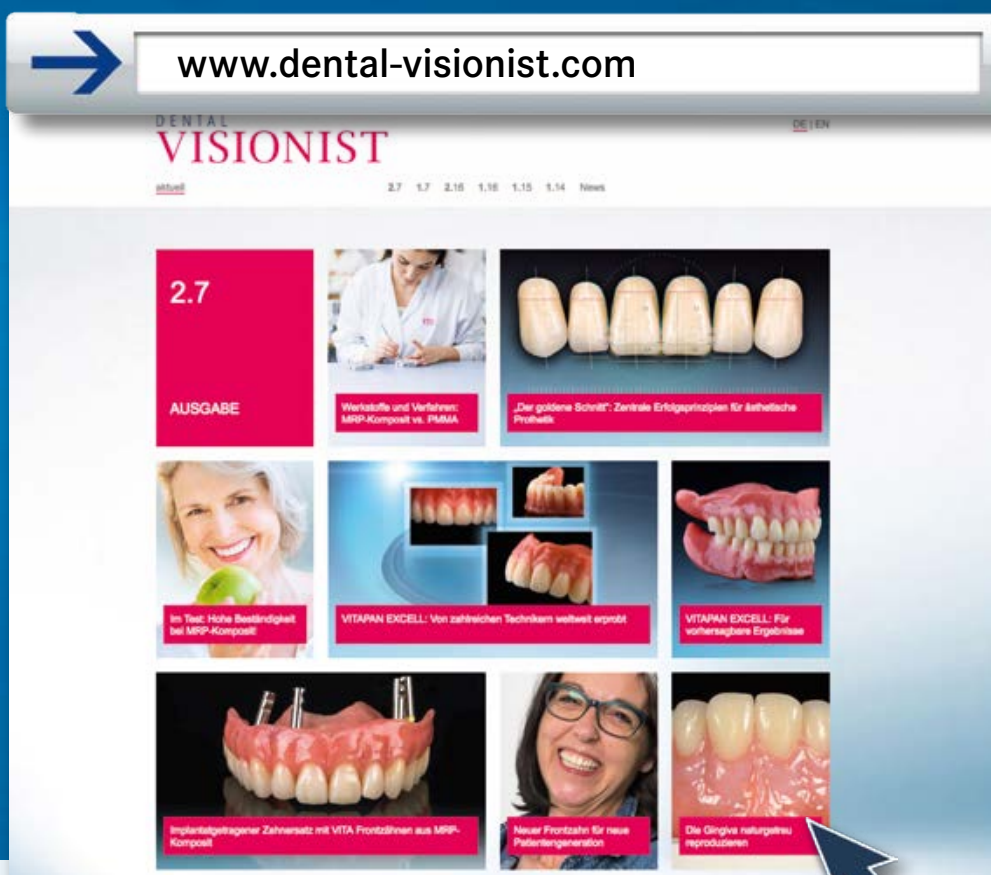 www.dental-visionist.com
DENTAL
VISIONIST
DE | EN
aktuell
2.7 1.7 2.16 1.16 1.15 1.14 News
2.7
AUSGABE
Werkstoffe und Verfahren:
MRP-Komposit vs. PMMA
„Der goldene Schnitt“: Zentrale Erfolgsprinzipien für ästhetische
Prothetik
Im Test: Hohe Beständigkeit
bei MRP-Komposit!
VITAPAN EXCELL: Von zahlreichen Technikern weltweit erprobt
VITAPAN EXCELL: Für
vorhersagbare Ergebnisse
Implantatgetragener Zahnersatz mit VITA Frontzähnen aus MRP-
Komposit
Neuer Frontzahn für neue
Patientengeneration
Die Gingiva naturgetreu
reproduzieren